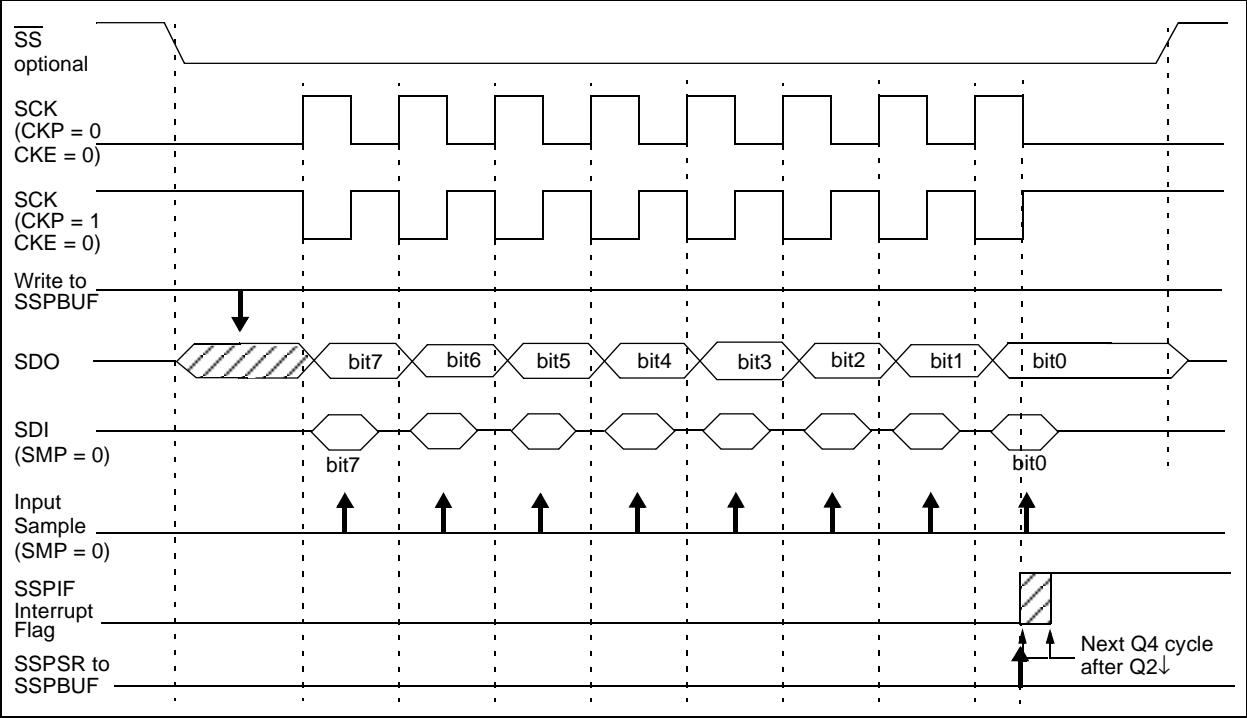 SS
optional
SCK
(CKP = 0
CKE = 0)
SCK
(CKP = 1
CKE = 0)
Write to
SSPBUF
SDO
bit7 bit6 bit5 bit4 bit3 bit2 bit1 bit0
SDI
(SMP = 0)
bit7 bit0
Input
Sample
(SMP = 0)
SSPIF
Interrupt
Flag
Next Q4 cycle
after Q2↓
SSPSR to
SSPBUF